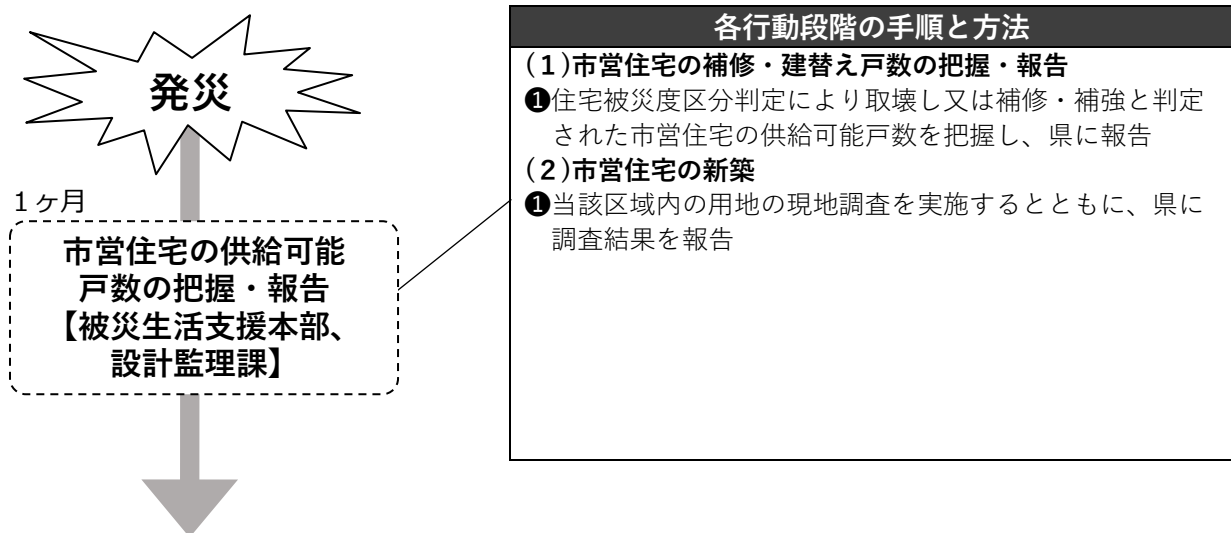 発災
1ヶ月
市営住宅の供給可能
戸数の把握・報告
【被災生活支援本部、
設計監理課】
各行動段階の手順と方法
(1)市営住宅の補修・建替え戸数の把握・報告
❶住宅被災度区分判定により取壊し又は補修・補強と判定
された市営住宅の供給可能戸数を把握し、県に報告
(2)市営住宅の新築
❶当該区域内の用地の現地調査を実施するとともに、県に
調査結果を報告